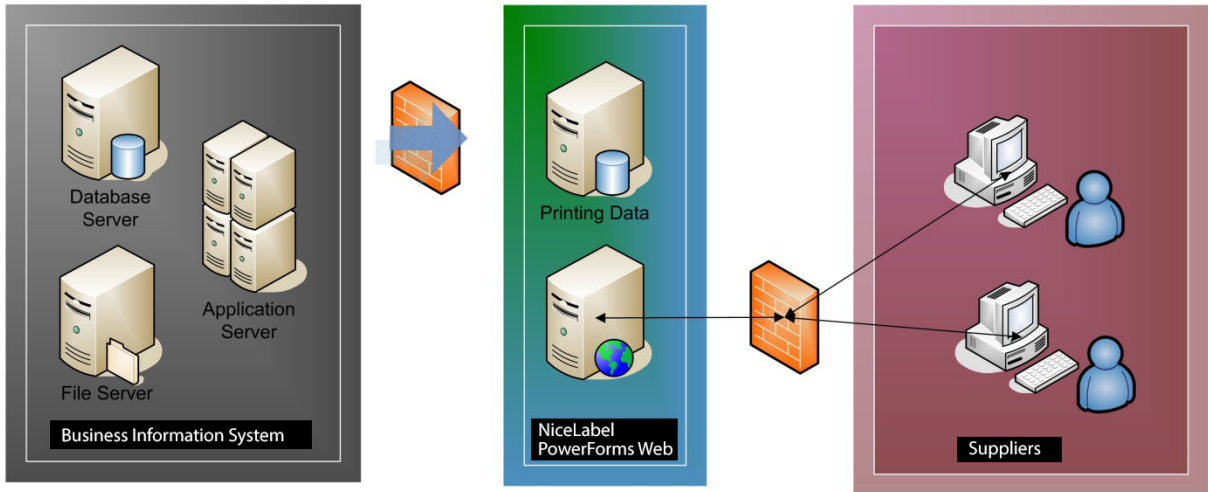 Database
Server
Application
Server
File Server
Business Information System
Printing Data
NiceLabel
PowerForms Web
Suppliers